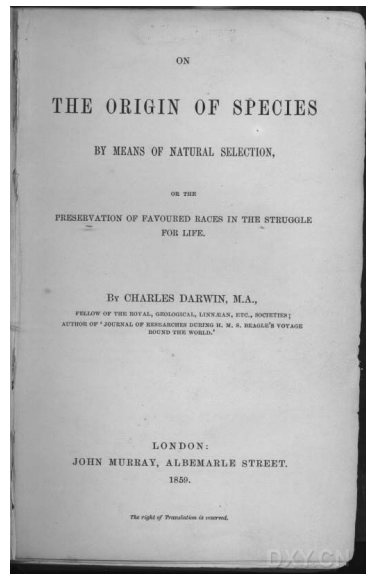 ON
THE ORIGIN OF SPECIES
BY MEANS OF NATURAL SELECTION,
OR THE
PRESERVATION OF FAVOURED RACES IN THE STRUGGLE
FOR LIFE.
BY CHARLES DARWIN, M.A.,
FELLOW OF THE ROYAL, GEOLOGICAL, LINNÆAN, ETC., SOCIETIES;
AUTHOR OF 'JOURNAL OF RESEARCHES DURING H. M. S. BEAGLE'S VOYAGE
ROUND THE WORLD.'
LONDON:
JOHN MURRAY, ALBEMARLE STREET.
1859.
The right of Translation is reserved.
DXY.CN